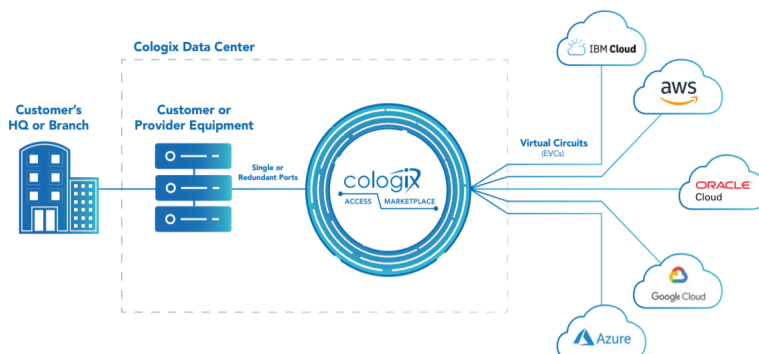 Cologix Data Center
Customer's
HQ or Branch
Customer or
Provider Equipment
Single or
Redundant Ports
cologix
ACCESS MARKETPLACE
Virtual Circuits
(EVCs)
IBM Cloud
aws
ORACLE
Cloud
Google Cloud
Azure